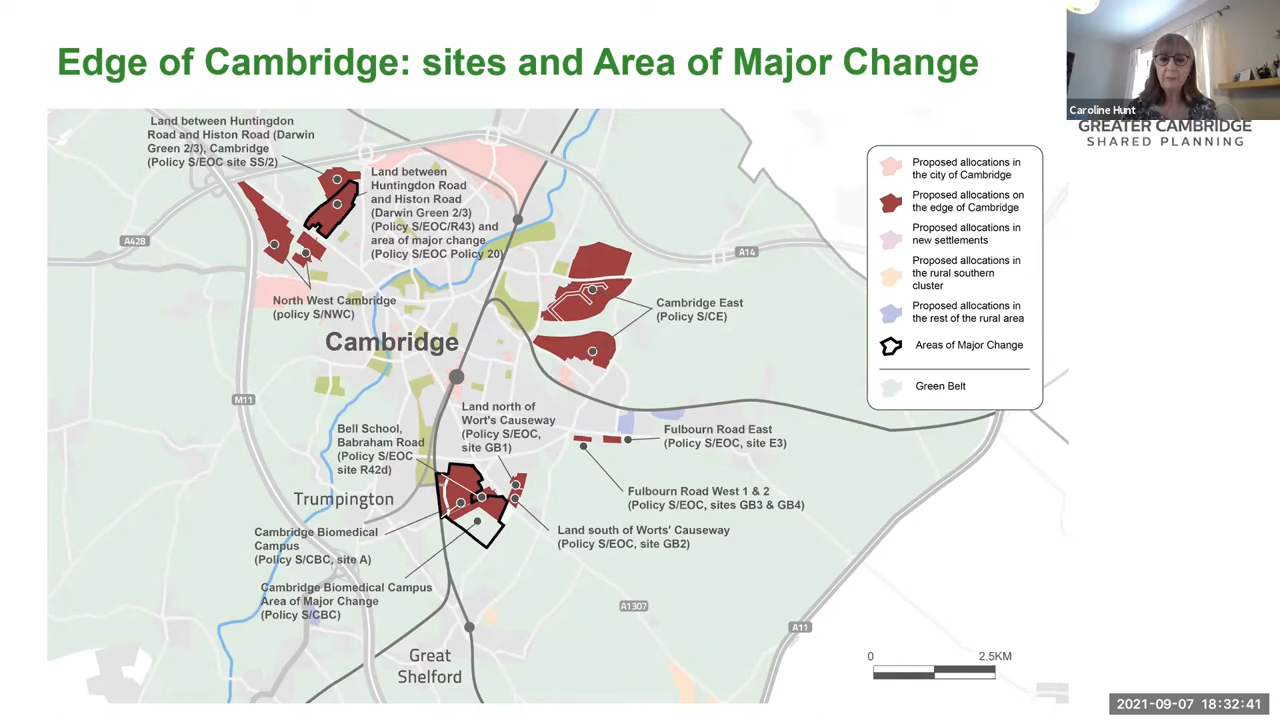 Edge of Cambridge: sites and Area of Major Change
Caroline Hunt
GREATER CAMBRIDGE
SHARED PLANNING
Land between Huntingdon
Road and Histon Road (Darwin
Green 2/3), Cambridge
(Policy S/EOC site SS/2)
Land between
Huntingdon Road
and Histon Road
(Darwin Green 2/3)
(Policy S/EOC/R43) and
area of major change
(Policy S/EOC Policy 20)
A428
A14
North West Cambridge
(policy S/NWC)
Cambridge East
(Policy S/CE)
Cambridge
M11
Land north of
Wort's Causeway
(Policy S/EOC,
site GB1)
Bell School,
Babraham Road
(Policy S/EOC
site R42d)
Fulbourn Road East
(Policy S/EOC, site E3)
Trumpington
Fulbourn Road West 1 & 2
(Policy S/EOC, sites GB3 & GB4)
Cambridge Biomedical
Campus
(Policy S/CBC, site A)
Land south of Worts' Causeway
(Policy S/EOC, site GB2)
Cambridge Biomedical Campus
Area of Major Change
(Policy S/CBC)
A1307
A11
Great
Shelford
Proposed allocations in
the city of Cambridge
Proposed allocations on
the edge of Cambridge
Proposed allocations in
new settlements
Proposed allocations in
the rural southern
cluster
Proposed allocations in
the rest of the rural area
Areas of Major Change
Green Belt
0 2.5KM
2021-09-07 18:32:41